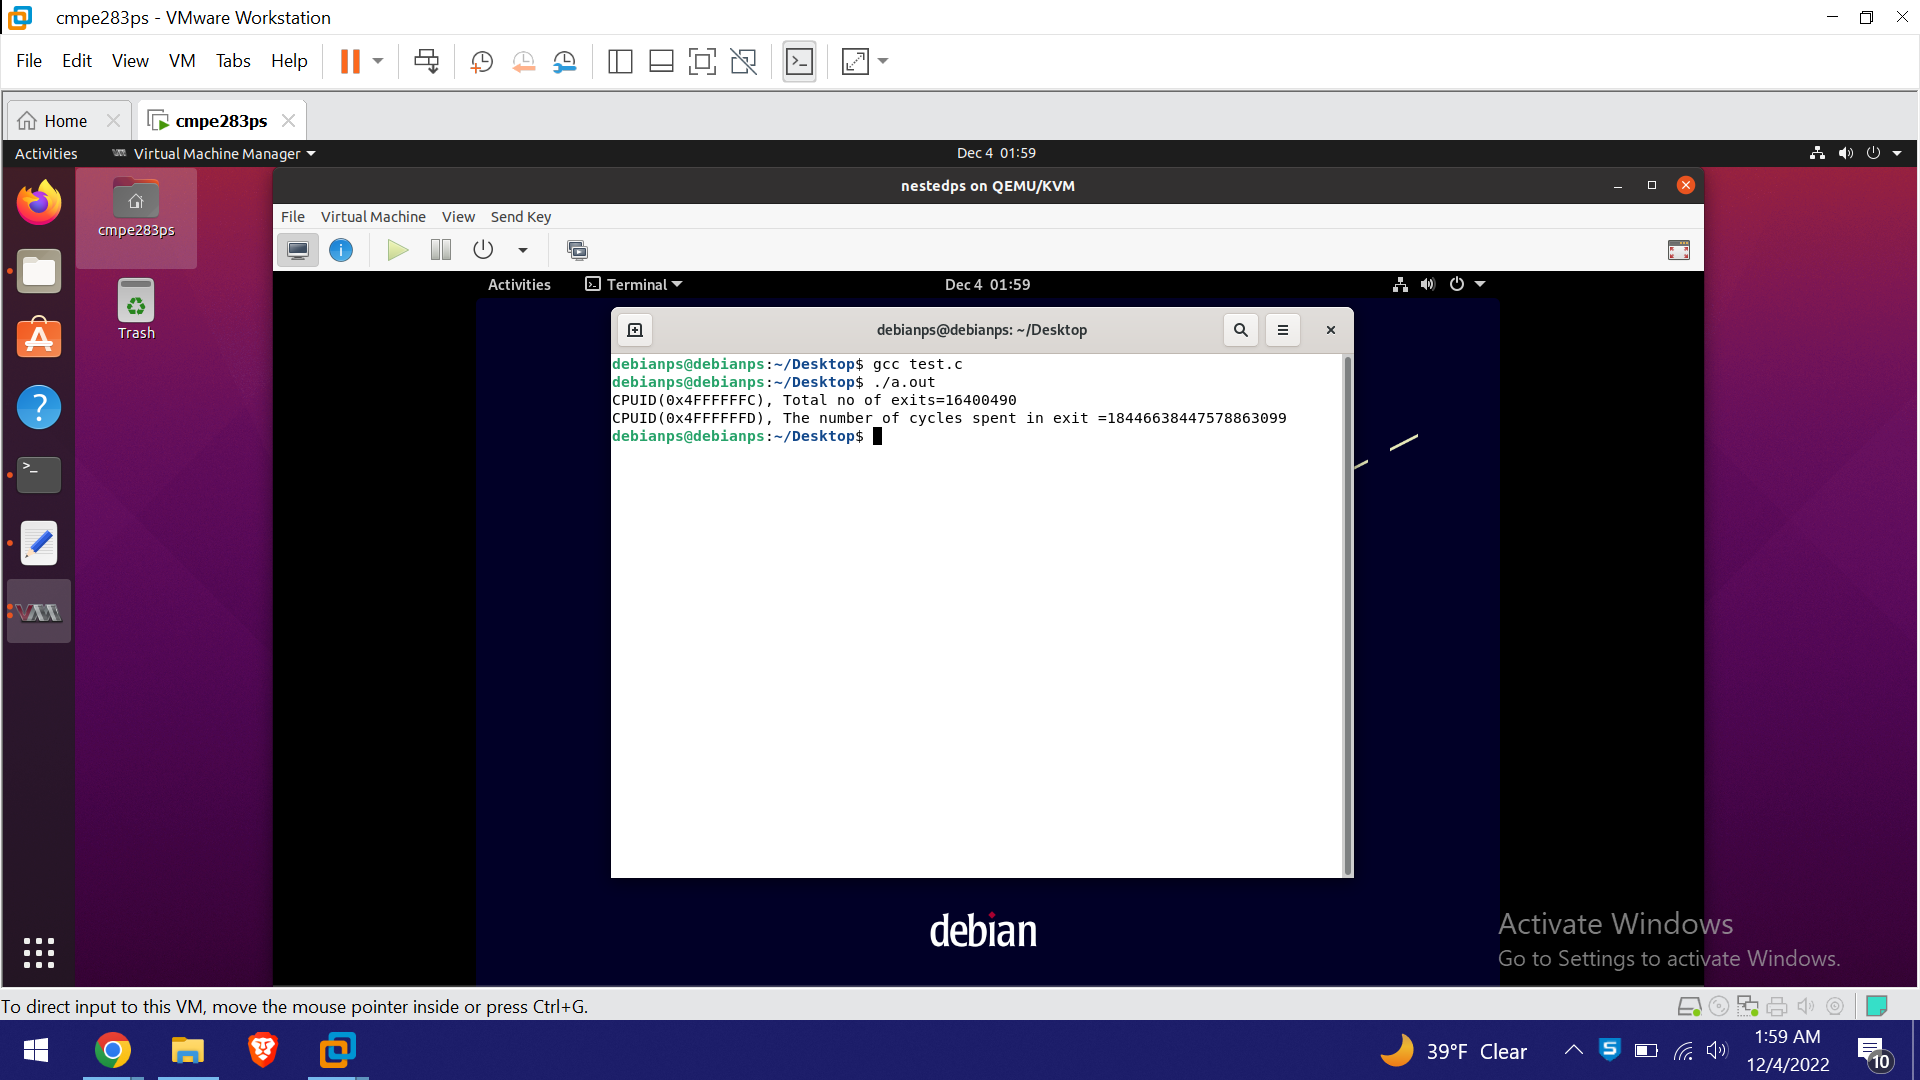 cmpe283ps - VMware Workstation
File Edit View VM Tabs Help
Home
cmpe283ps
Activities Virtual Machine Manager Dec 4 01:59
nestedps on QEMU/KVM
cmpe283ps
File Virtual Machine View Send Key
Trash
Activities Terminal Dec 4 01:59
debianps@debianps: ~/Desktop
debianps@debianps:~/Desktop$ gcc test.c
debianps@debianps:~/Desktop$ ./a.out
CPUID(0x4FFFFFFC), Total no of exits=16400490
CPUID(0x4FFFFFFD), The number of cycles spent in exit =18446638447578863099
debianps@debianps:~/Desktop$
debian
Activate Windows
Go to Settings to activate Windows.
To direct input to this VM, move the mouse pointer inside or press Ctrl+G.
39°F Clear
1:59 AM
12/4/2022
10